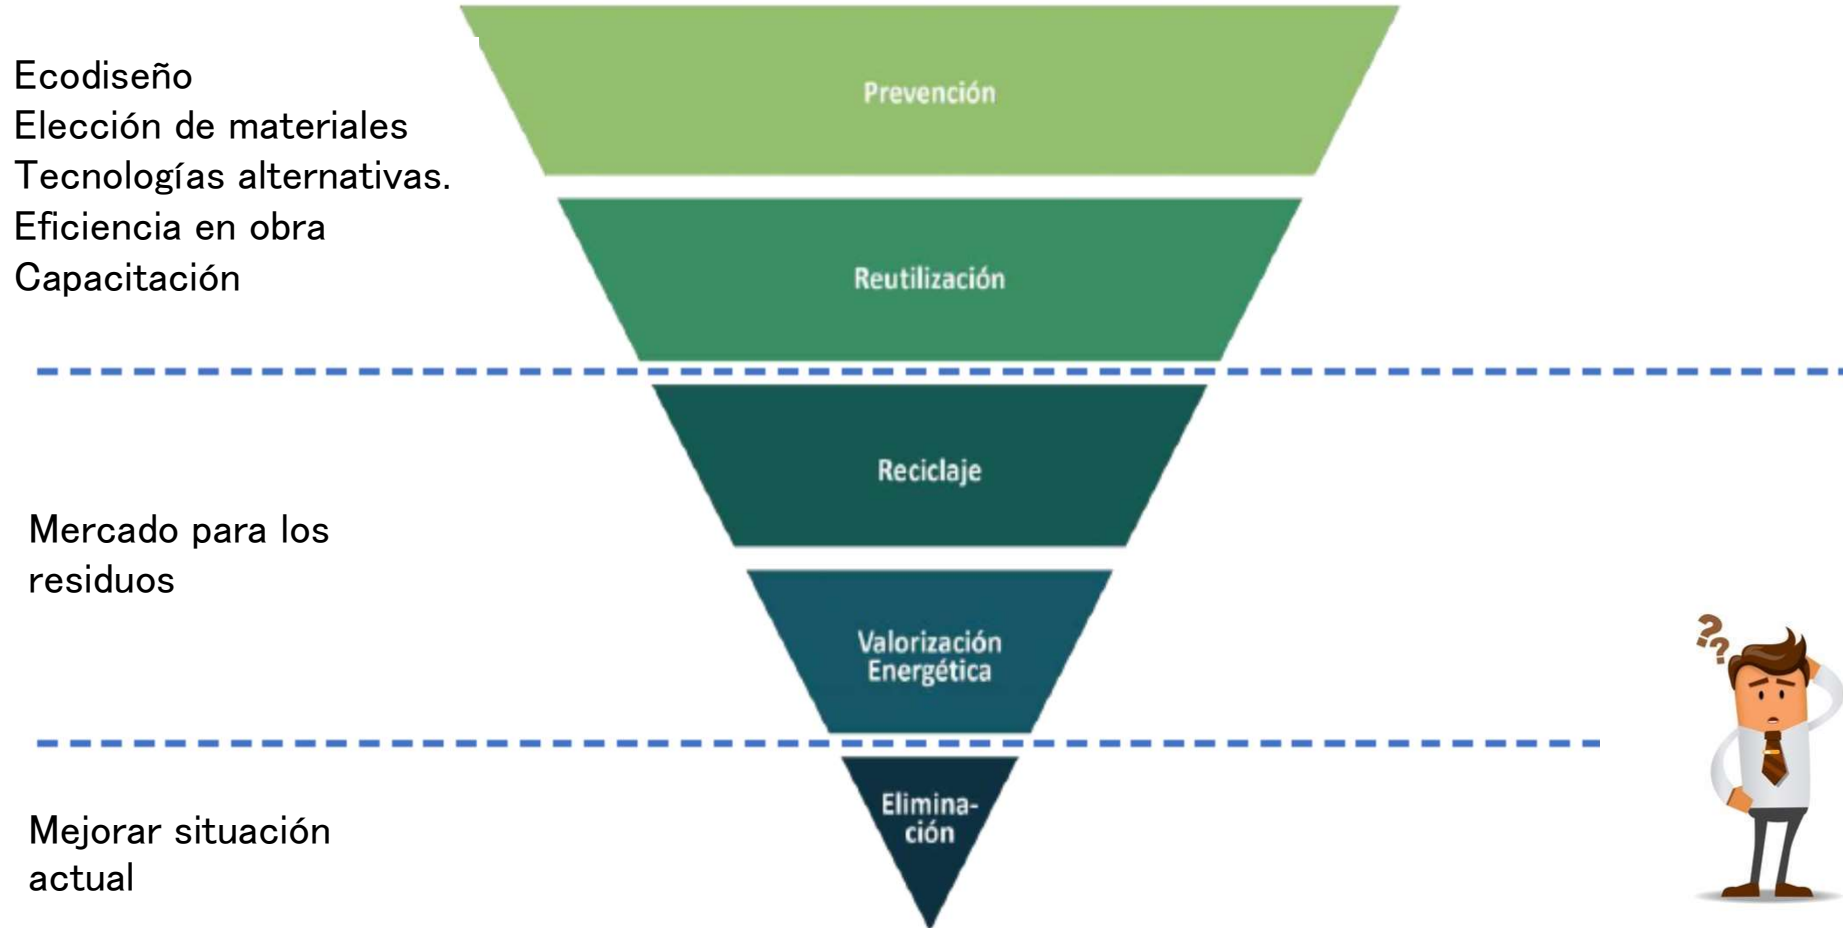 Ecodiseño
Elección de materiales
Tecnologías alternativas.
Eficiencia en obra
Capacitación
Prevención
Reutilización
Mercado para los
residuos
Reciclaje
Valorización
Energética
Mejorar situación
actual
Elimina-
ción
??